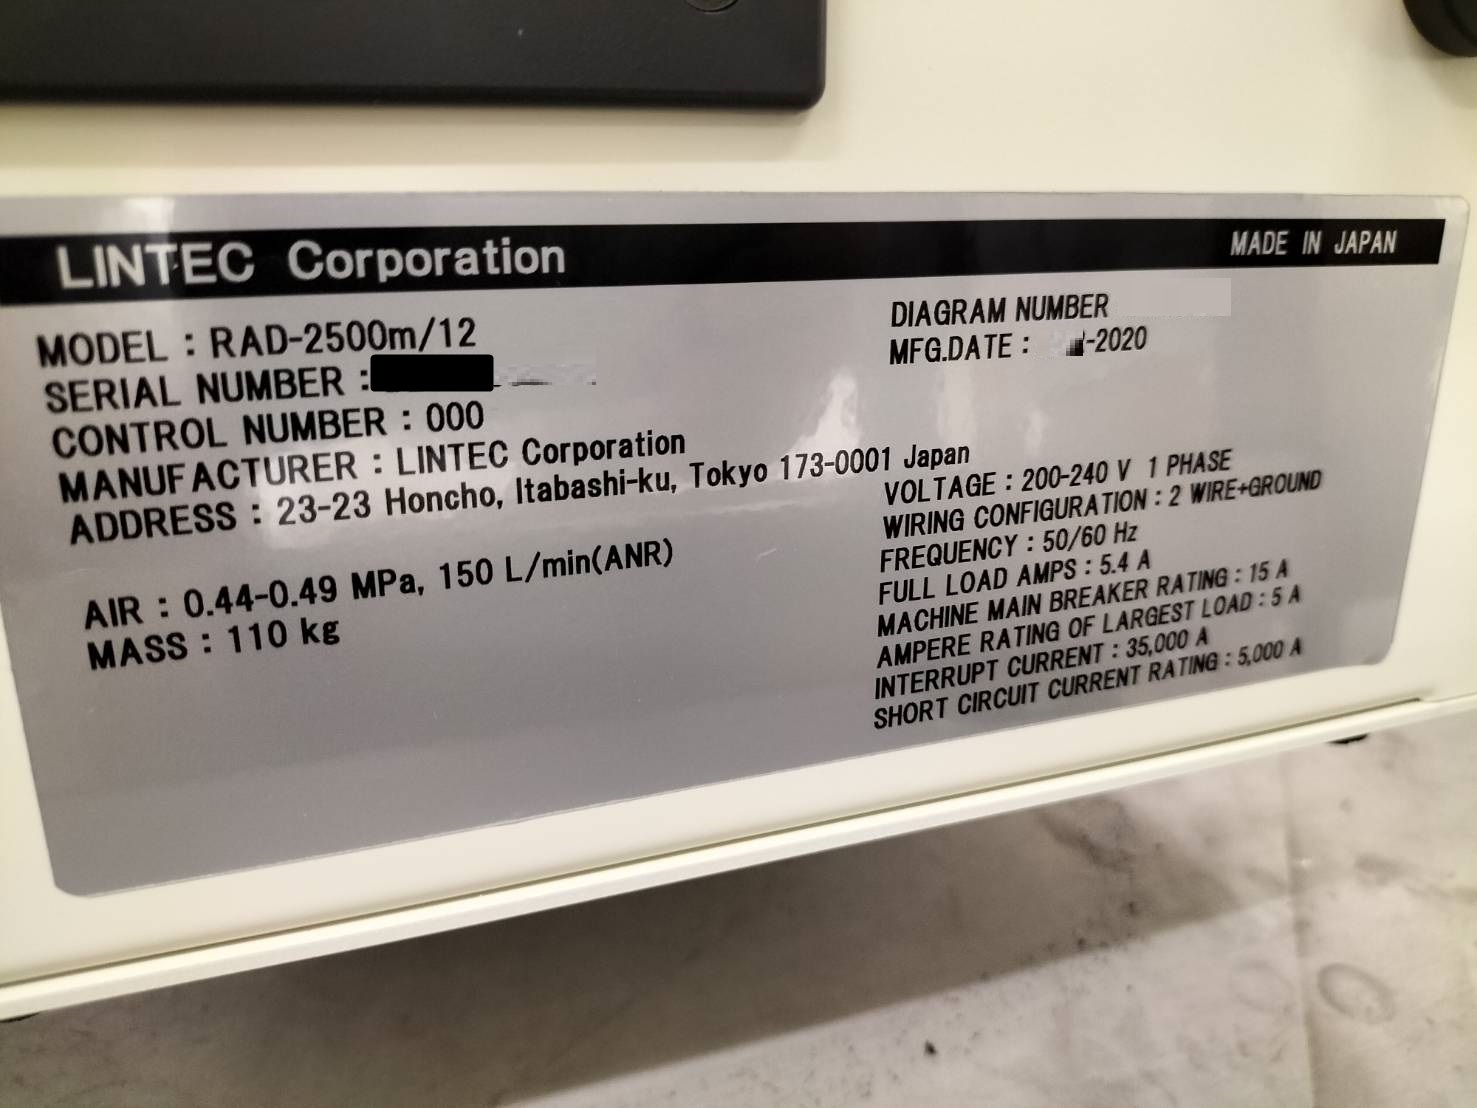 LINTEC Corporation
MADE IN JAPAN
MODEL : RAD-2500m/12
SERIAL NUMBER :
CONTROL NUMBER : 000
MANUFACTURER : LINTEC Corporation
ADDRESS : 23-23 Honcho, Itabashi-ku, Tokyo 173-0001 Japan
AIR : 0.44-0.49 MPa, 150 L/min(ANR)
MASS : 110 kg
DIAGRAM NUMBER
MFG.DATE : -2020
VOLTAGE : 200-240 V 1 PHASE
WIRING CONFIGURATION : 2 WIRE+GROUND
FREQUENCY : 50/60 Hz
FULL LOAD AMPS : 5.4 A
MACHINE MAIN BREAKER RATING : 15 A
AMPERE RATING OF LARGEST LOAD : 5 A
INTERRUPT CURRENT : 35,000 A
SHORT CIRCUIT CURRENT RATING : 5,000 A